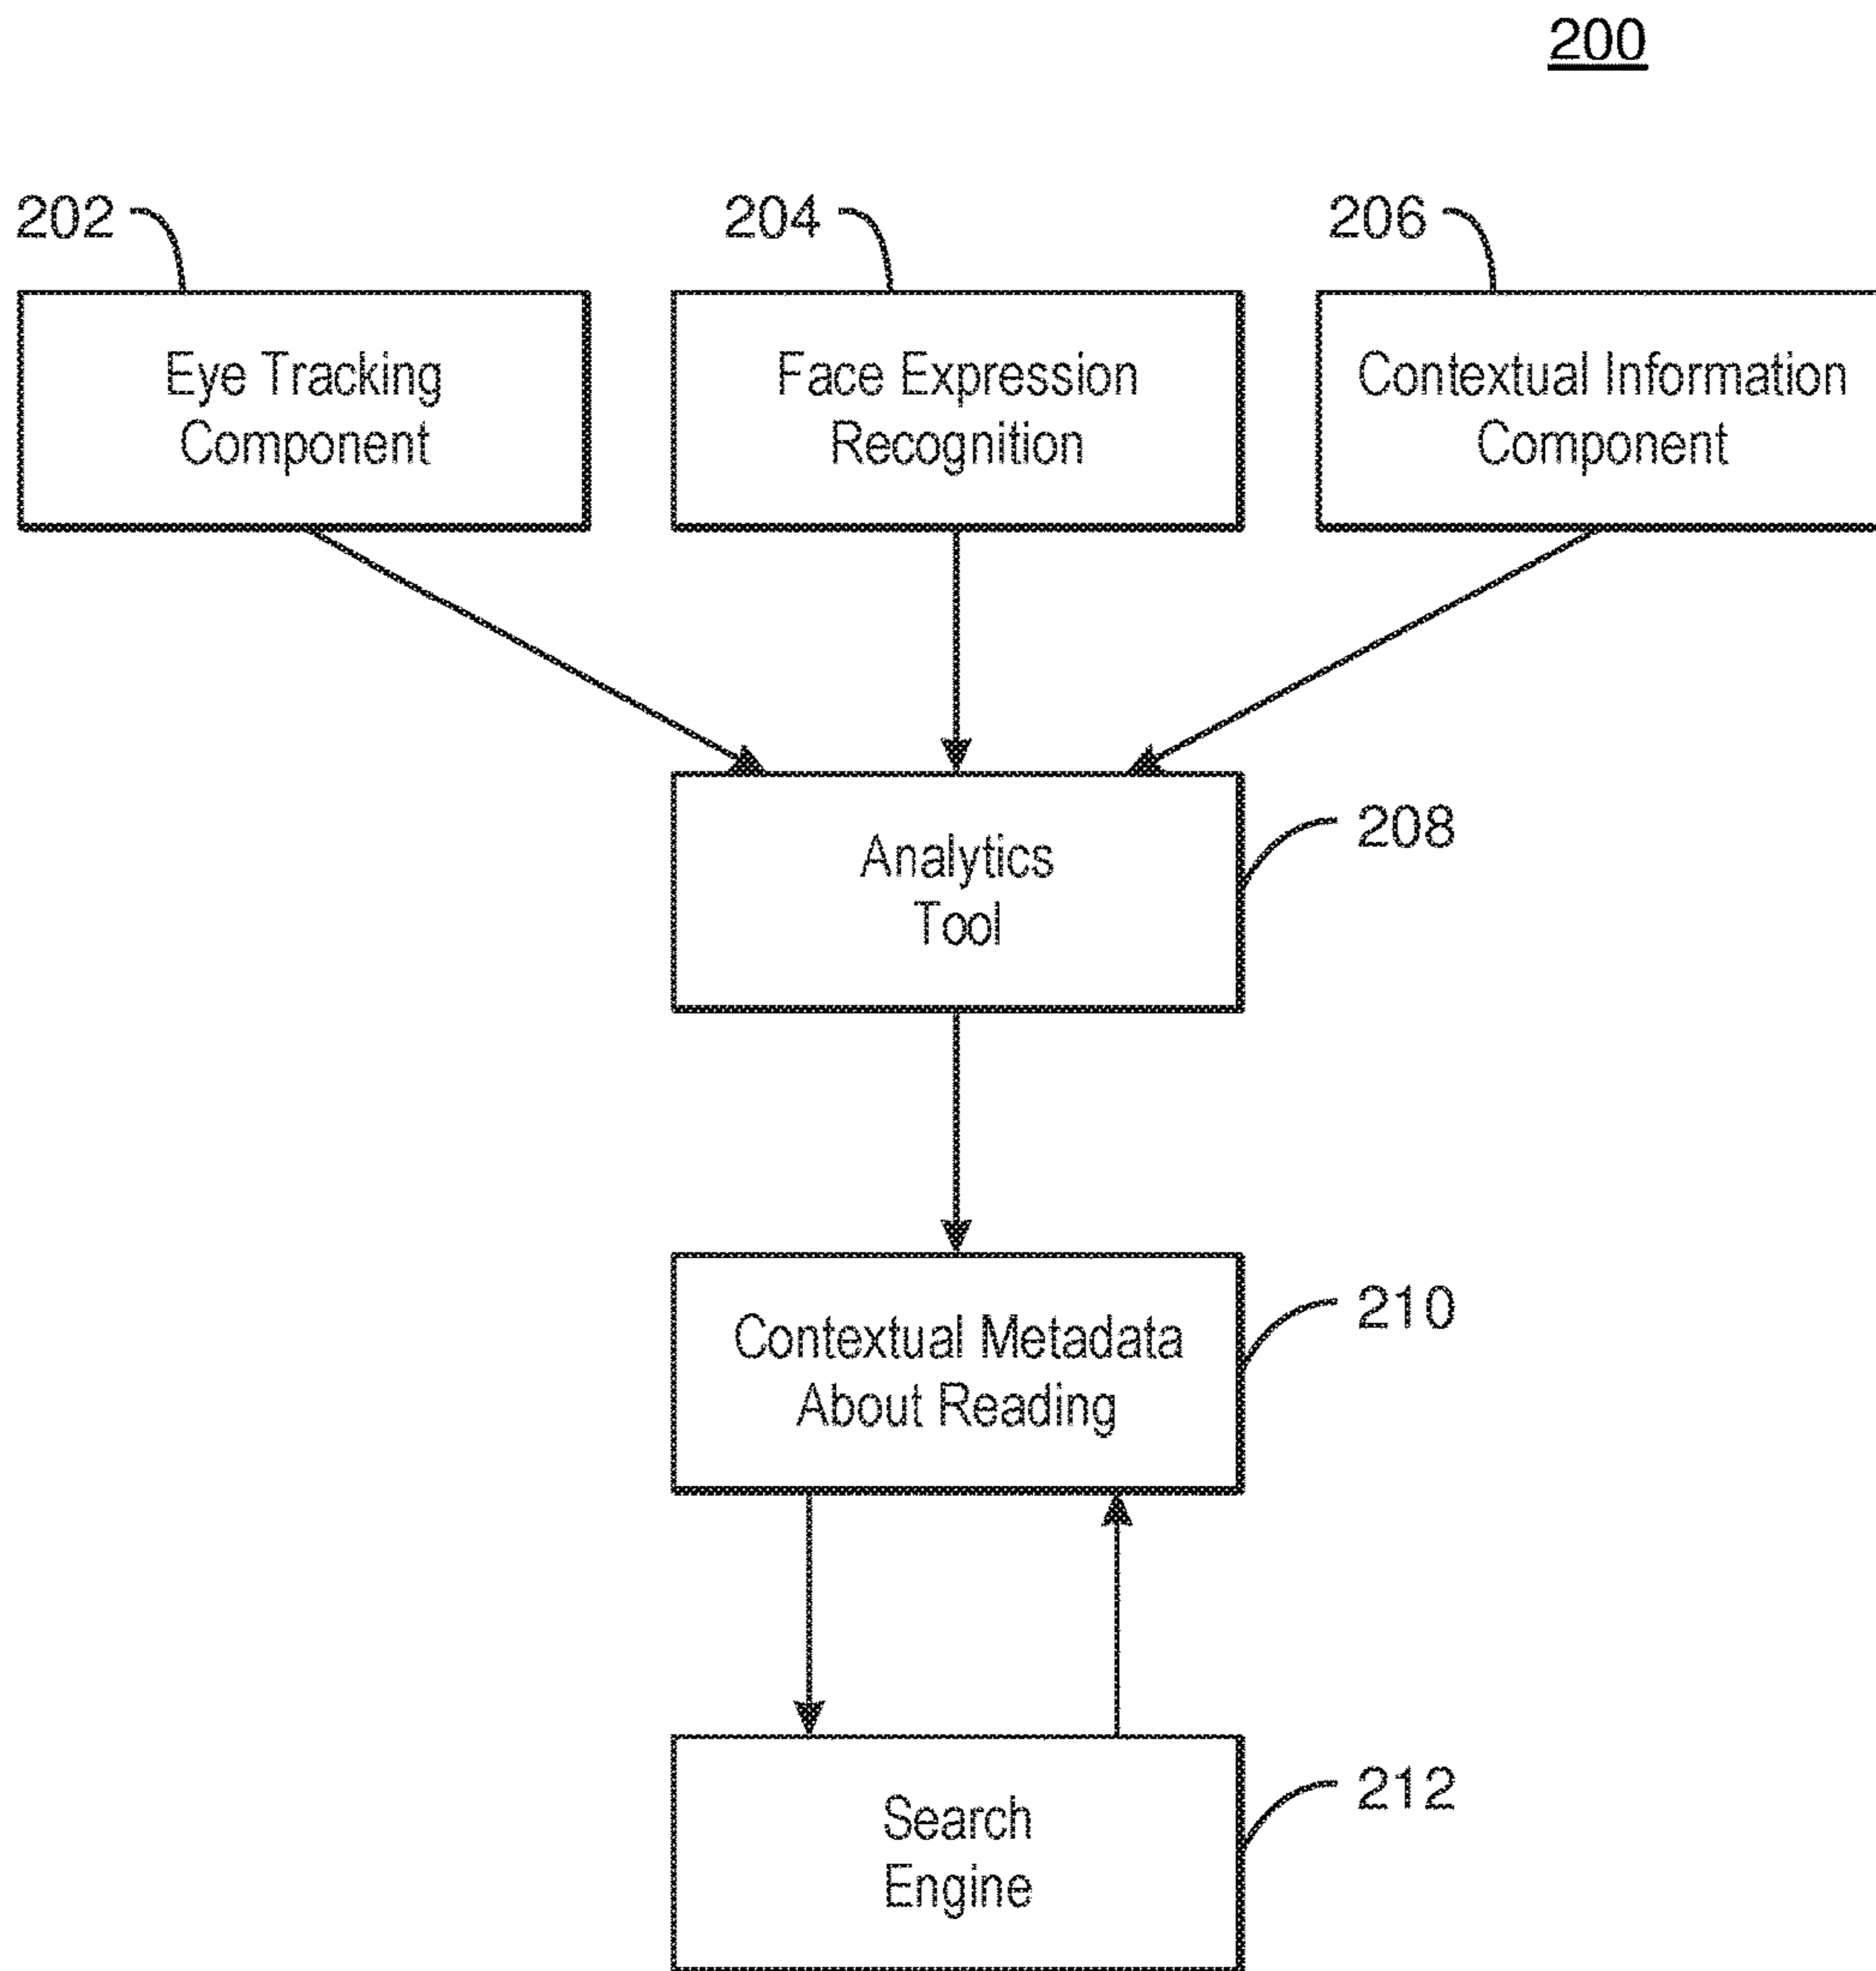 200
202
204
206
Eye Tracking
Component
Face Expression
Recognition
Contextual Information
Component
Analytics
Tool
208
Contextual Metadata
About Reading
210
Search
Engine
212